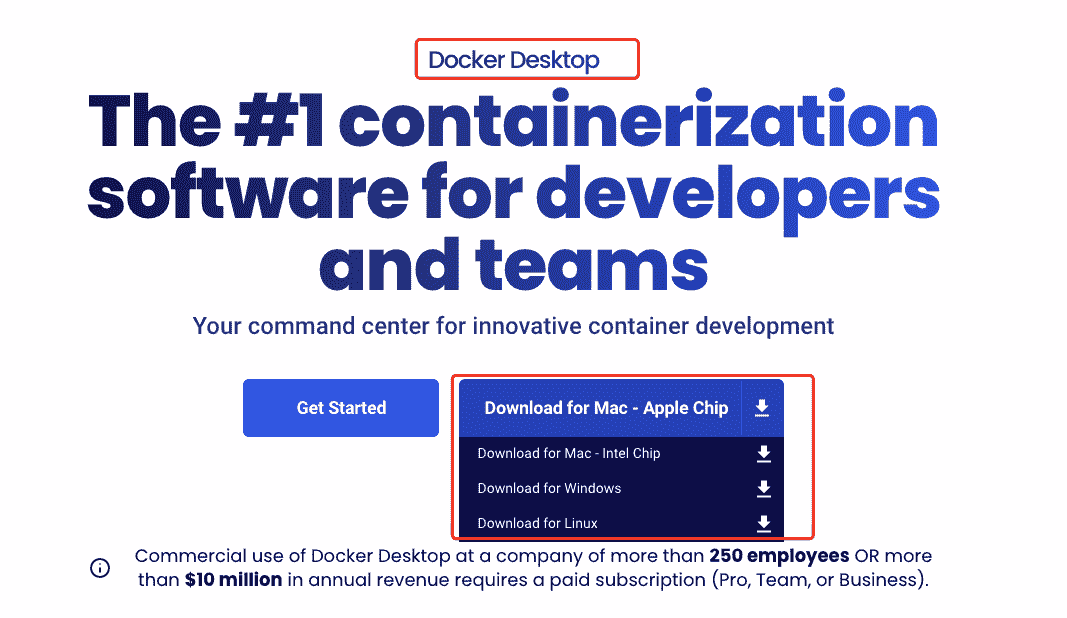 Docker Desktop
The #1 containerization
software for developers
and teams
Your command center for innovative container development
Get Started
Download for Mac - Apple Chip
Download for Mac - Intel Chip
Download for Windows
Download for Linux
Commercial use of Docker Desktop at a company of more than 250 employees OR more
than $10 million in annual revenue requires a paid subscription (Pro, Team, or Business).